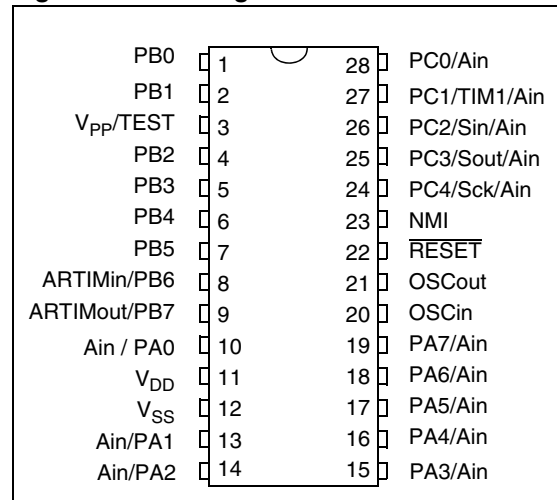 PB0 1 28 PC0/Ain
PB1 2 27 PC1/TIM1/Ain
VPP/TEST 3 26 PC2/Sin/Ain
PB2 4 25 PC3/Sout/Ain
PB3 5 24 PC4/Sck/Ain
PB4 6 23 NMI
PB5 7 22 RESET
ARTIMin/PB6 8 21 OSCout
ARTIMout/PB7 9 20 OSCin
Ain / PA0 10 19 PA7/Ain
VDD 11 18 PA6/Ain
VSS 12 17 PA5/Ain
Ain/PA1 13 16 PA4/Ain
Ain/PA2 14 15 PA3/Ain